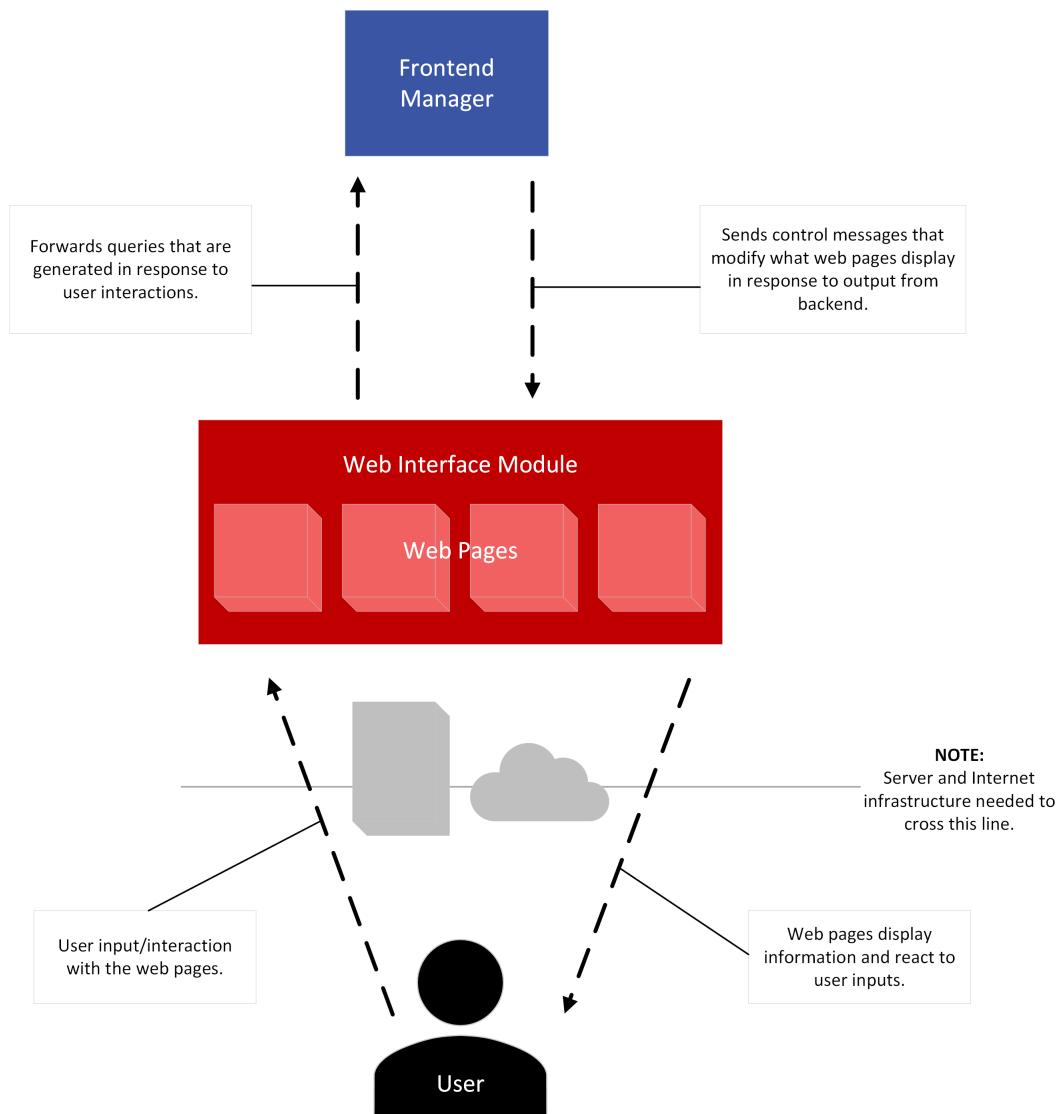 Frontend
Manager
Forwards queries that are
generated in response to
user interactions.
Sends control messages that
modify what web pages display
in response to output from
backend.
Web Interface Module
Web Pages
NOTE:
Server and Internet
infrastructure needed to
cross this line.
User input/interaction
with the web pages.
Web pages display
information and react to
user inputs.
User